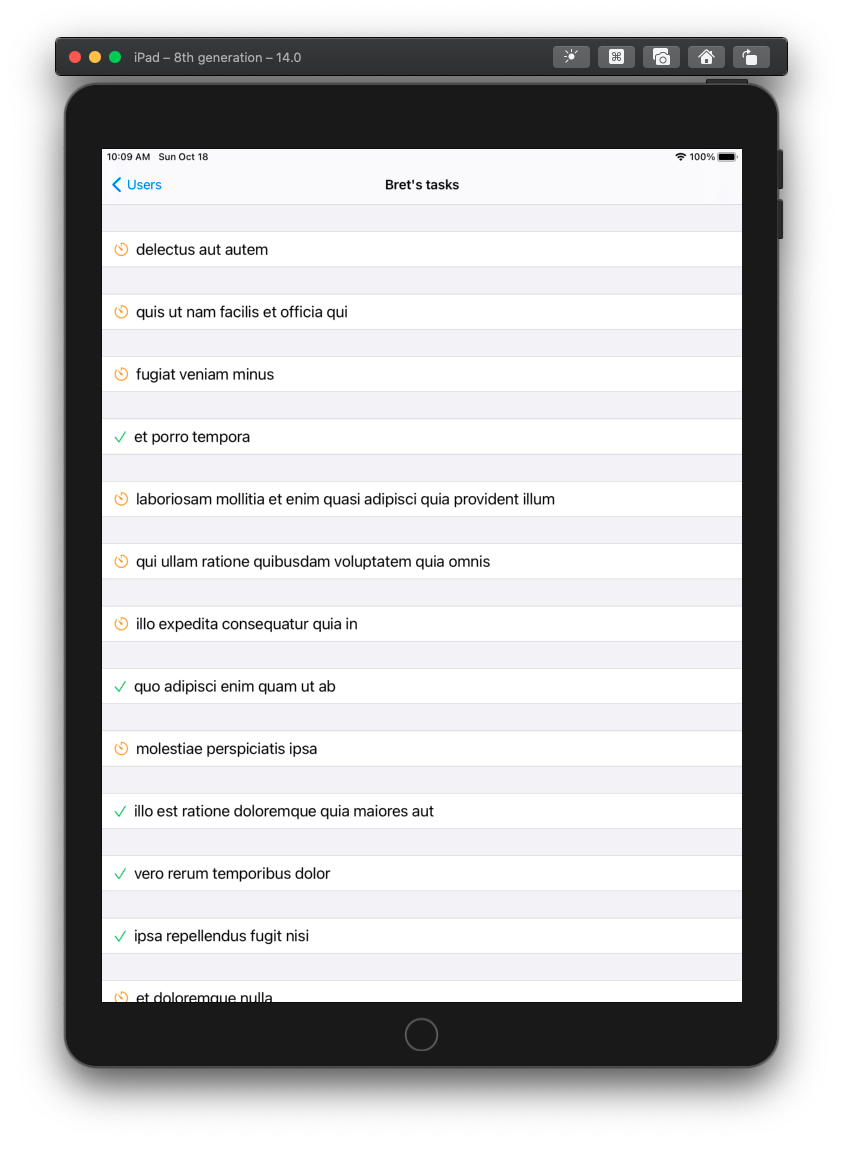 iPad – 8th generation – 14.0
10:09 AM Sun Oct 18 100%
Users Bret's tasks
delectus aut autem
quis ut nam facilis et officia qui
fugiat veniam minus
et porro tempora
laboriosam mollitia et enim quasi adipisci quia provident illum
qui ullam ratione quibusdam voluptatem quia omnis
illo expedita consequatur quia in
quo adipisci enim quam ut ab
molestiae perspiciatis ipsa
illo est ratione doloremque quia maiores aut
vero rerum temporibus dolor
ipsa repellendus fugit nisi
et doloremque nulla